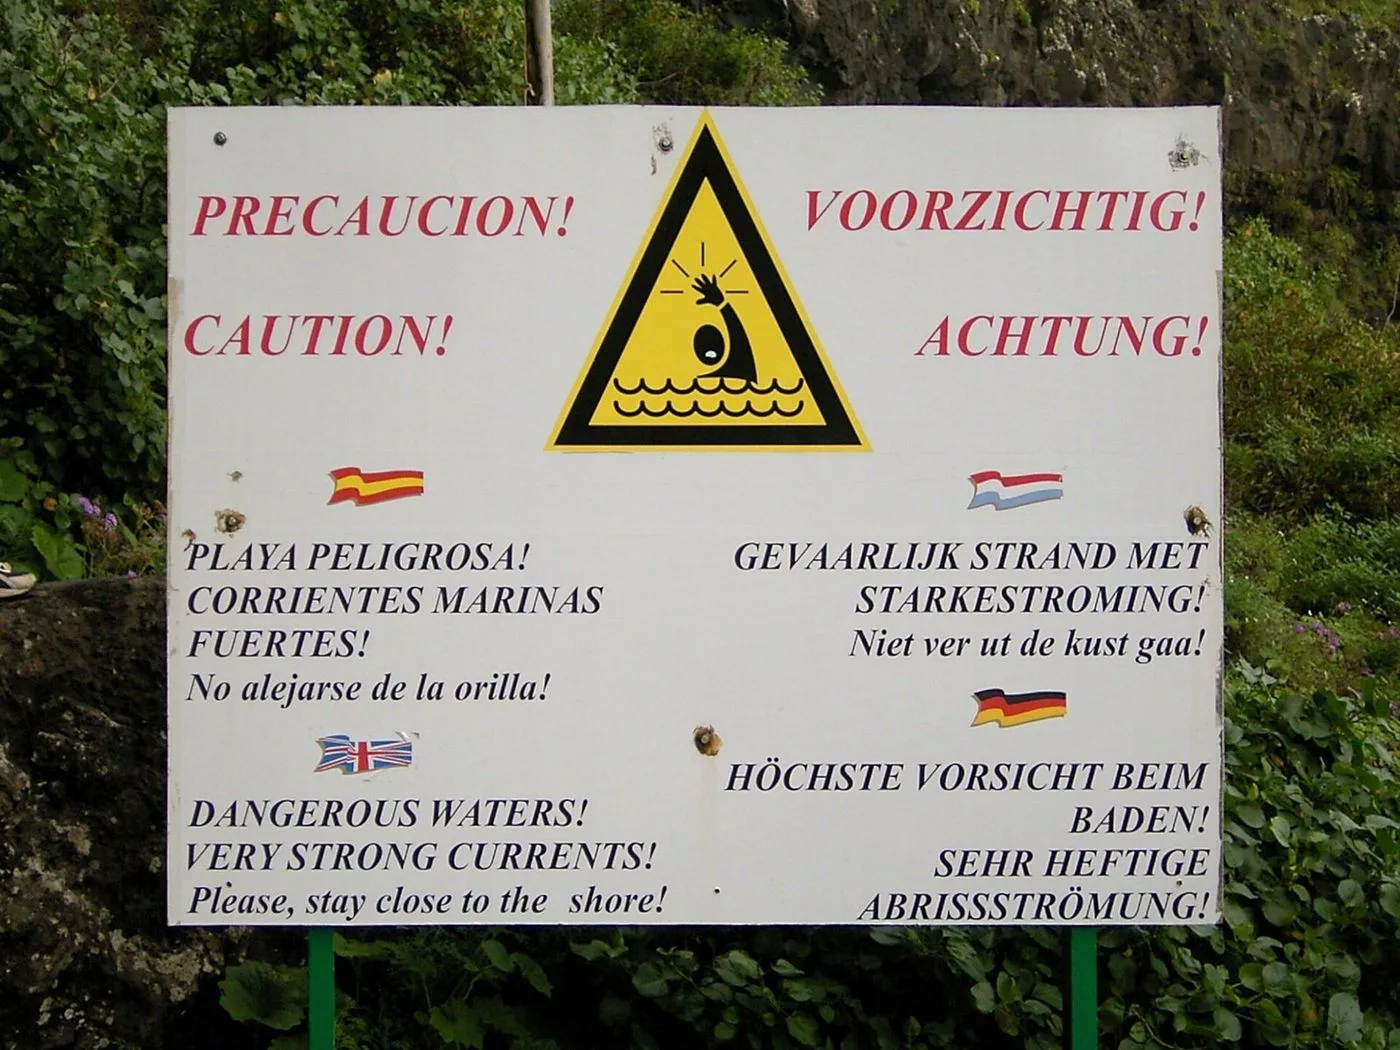 PRECAUCION!
CAUTION!
VOORZICHTIG!
ACHTUNG!
PLAYA PELIGROSA!
CORRIENTES MARINAS
FUERTES!
No alejarse de la orilla!
DANGEROUS WATERS!
VERY STRONG CURRENTS!
Please, stay close to the shore!
GEVAARLIJK STRAND MET
STARKESTROMING!
Niet ver ut de kust gaa!
HÖCHSTE VORSICHT BEIM
BADEN!
SEHR HEFTIGE
ABRISSSTRÖMUNG!